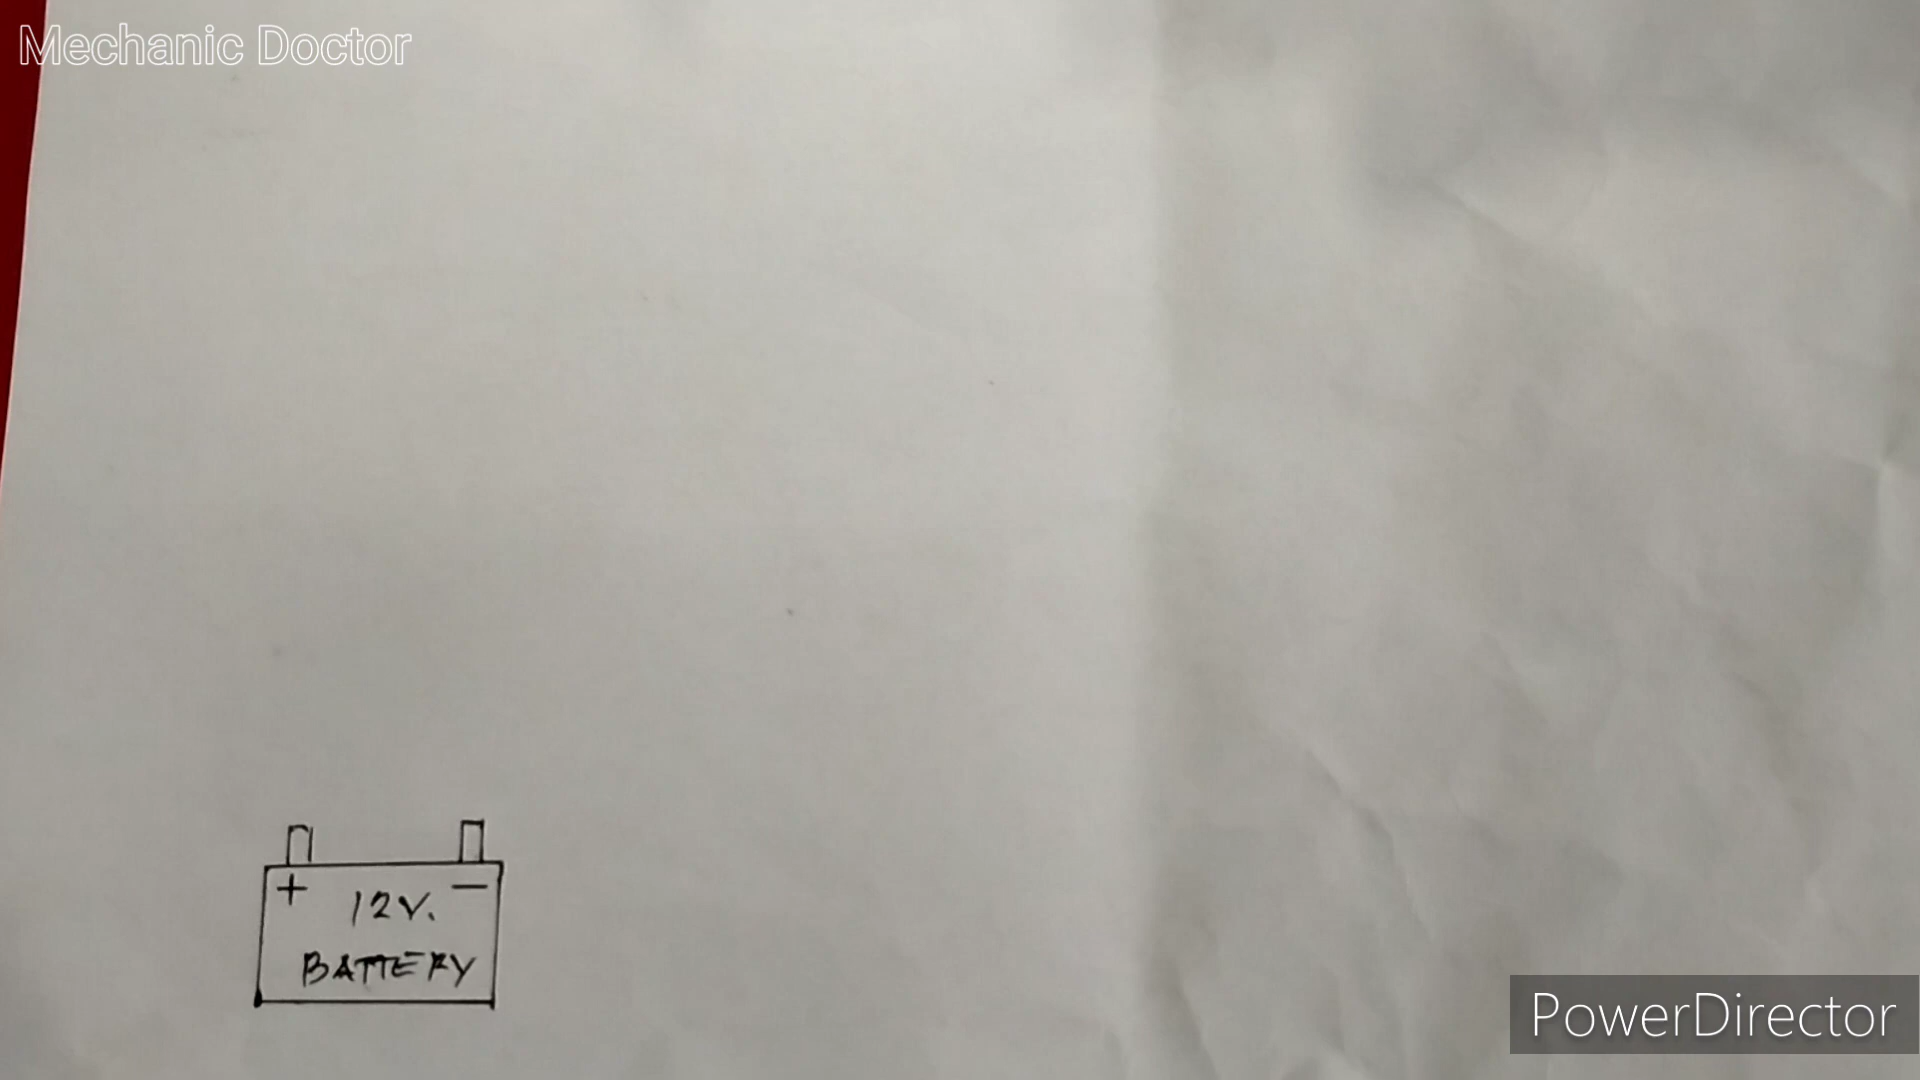 Mechanic Doctor
+ 12V. −
BATTERY
PowerDirector